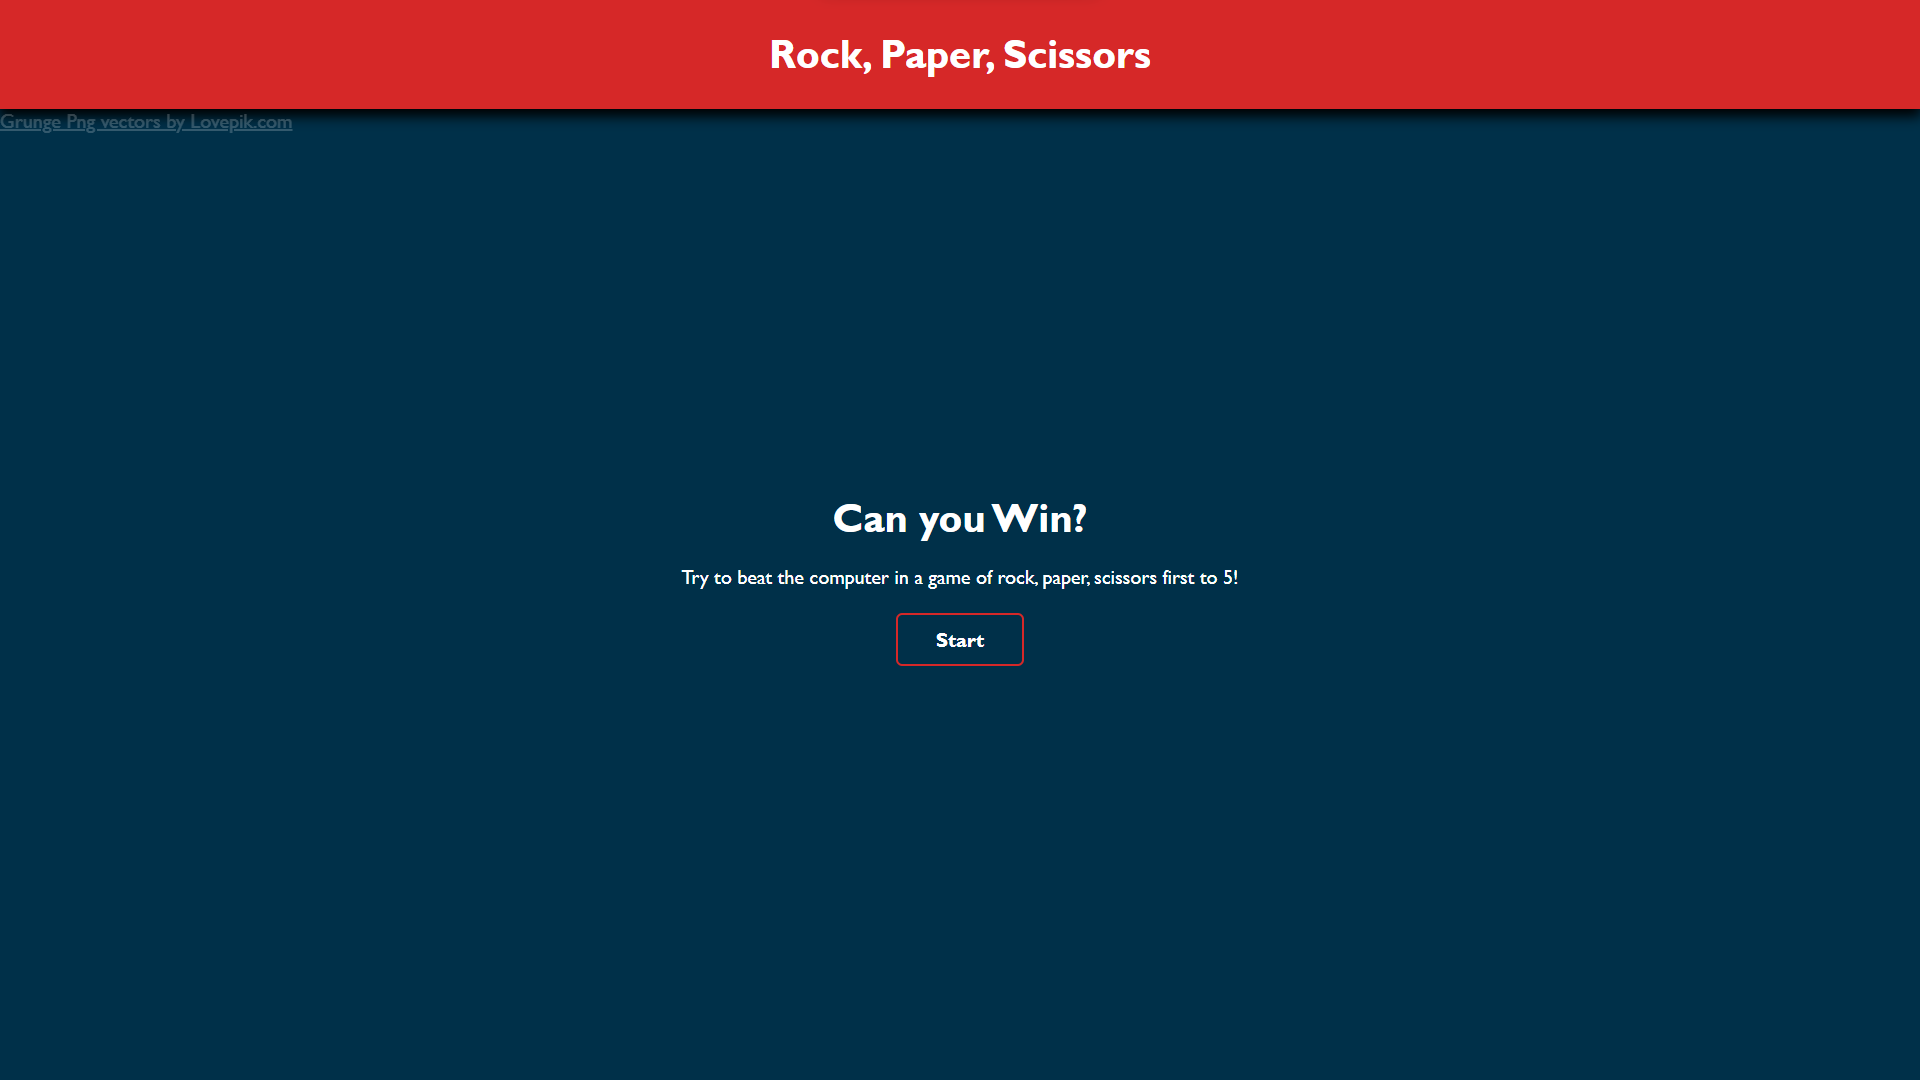 Rock, Paper, Scissors
Grunge Png vectors by Lovepik.com
Can you Win?
Try to beat the computer in a game of rock, paper, scissors first to 5!
Start